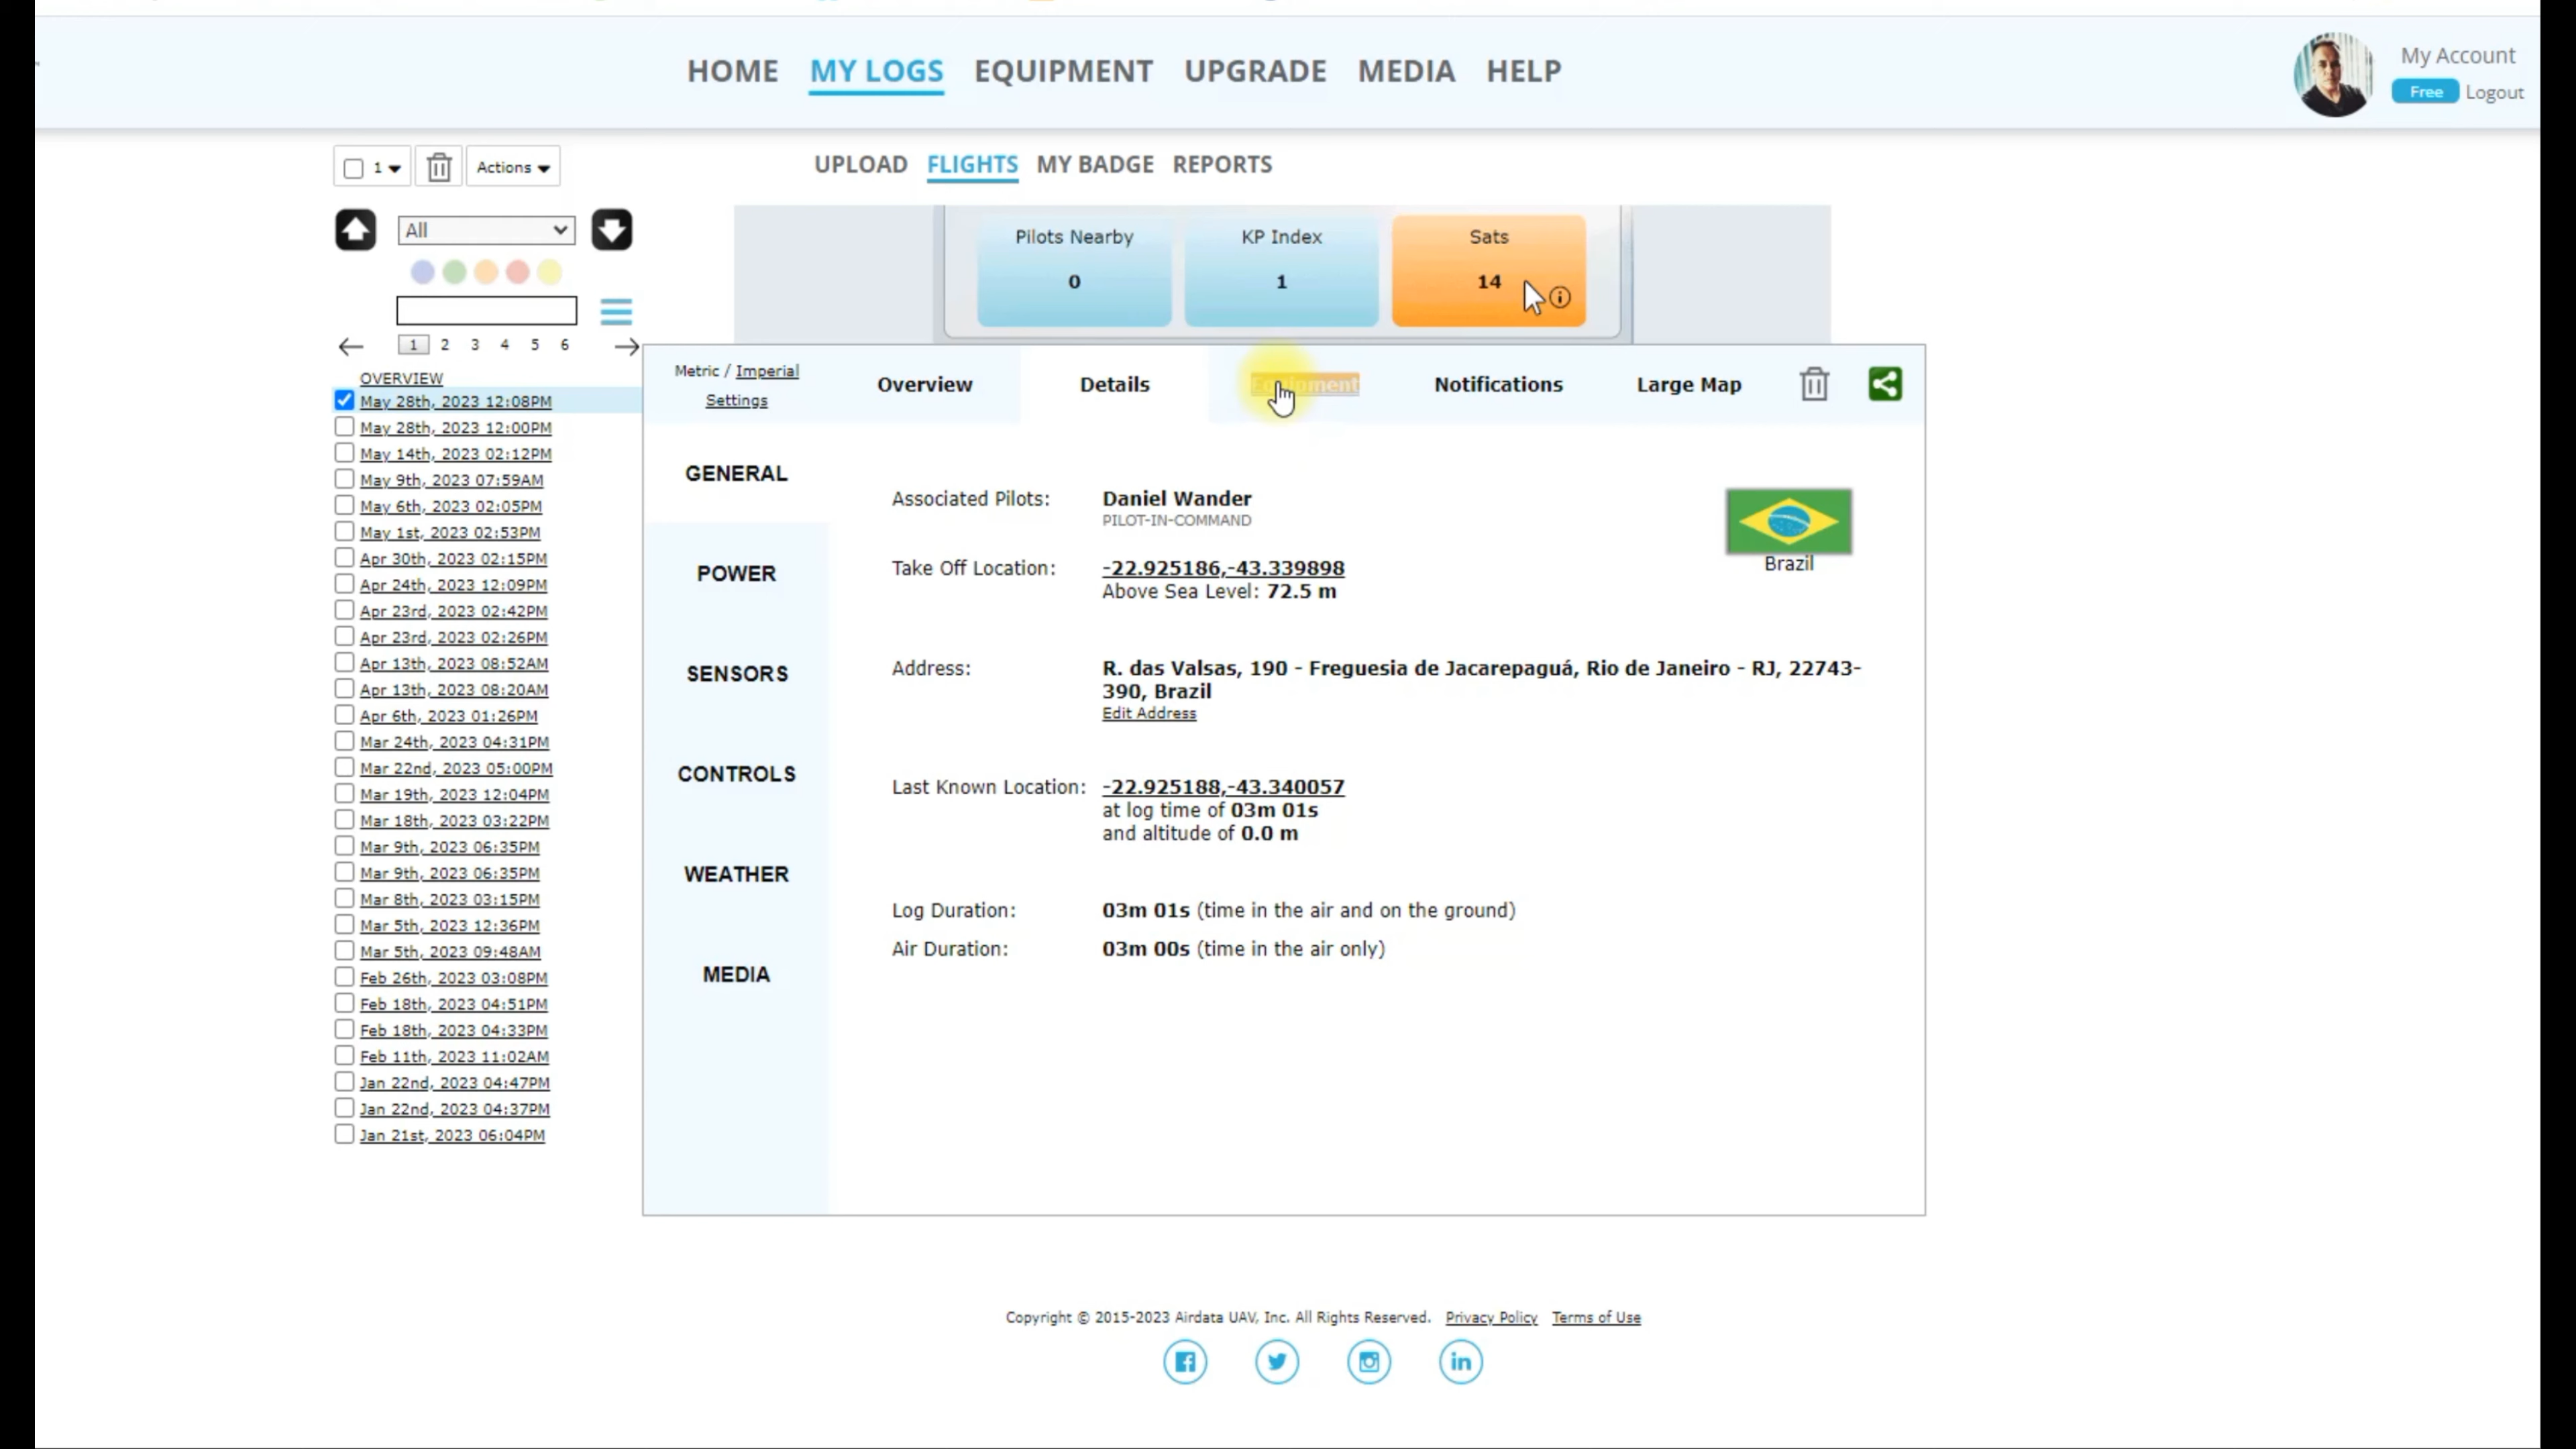 HOME MY LOGS EQUIPMENT UPGRADE MEDIA HELP
My Account
Free Logout
1 Actions
UPLOAD FLIGHTS MY BADGE REPORTS
All
Pilots Nearby KP Index Sats
0 1 14
1 2 3 4 5 6
OVERVIEW
May 28th, 2023 12:08PM
May 28th, 2023 12:00PM
May 14th, 2023 02:12PM
May 9th, 2023 07:59AM
May 6th, 2023 02:05PM
May 1st, 2023 02:53PM
Apr 30th, 2023 02:15PM
Apr 24th, 2023 12:09PM
Apr 23rd, 2023 02:42PM
Apr 23rd, 2023 02:26PM
Apr 13th, 2023 08:52AM
Apr 13th, 2023 08:20AM
Apr 6th, 2023 01:26PM
Mar 24th, 2023 04:31PM
Mar 22nd, 2023 05:00PM
Mar 19th, 2023 12:04PM
Mar 18th, 2023 03:22PM
Mar 9th, 2023 06:35PM
Mar 9th, 2023 06:35PM
Mar 8th, 2023 03:15PM
Mar 5th, 2023 12:36PM
Mar 5th, 2023 09:48AM
Feb 26th, 2023 03:08PM
Feb 18th, 2023 04:51PM
Feb 18th, 2023 04:33PM
Feb 11th, 2023 11:02AM
Jan 22nd, 2023 04:47PM
Jan 22nd, 2023 04:37PM
Jan 21st, 2023 06:04PM
Metric / Imperial
Settings
Overview Details Equipment Notifications Large Map
GENERAL
POWER
SENSORS
CONTROLS
WEATHER
MEDIA
Associated Pilots: Daniel Wander
PILOT-IN-COMMAND
Brazil
Take Off Location: -22.925186,-43.339898
Above Sea Level: 72.5 m
Address: R. das Valsas, 190 - Freguesia de Jacarepaguá, Rio de Janeiro - RJ, 22743-
390, Brazil
Edit Address
Last Known Location: -22.925188,-43.340057
at log time of 03m 01s
and altitude of 0.0 m
Log Duration: 03m 01s (time in the air and on the ground)
Air Duration: 03m 00s (time in the air only)
Copyright © 2015-2023 Airdata UAV, Inc. All Rights Reserved. Privacy Policy Terms of Use